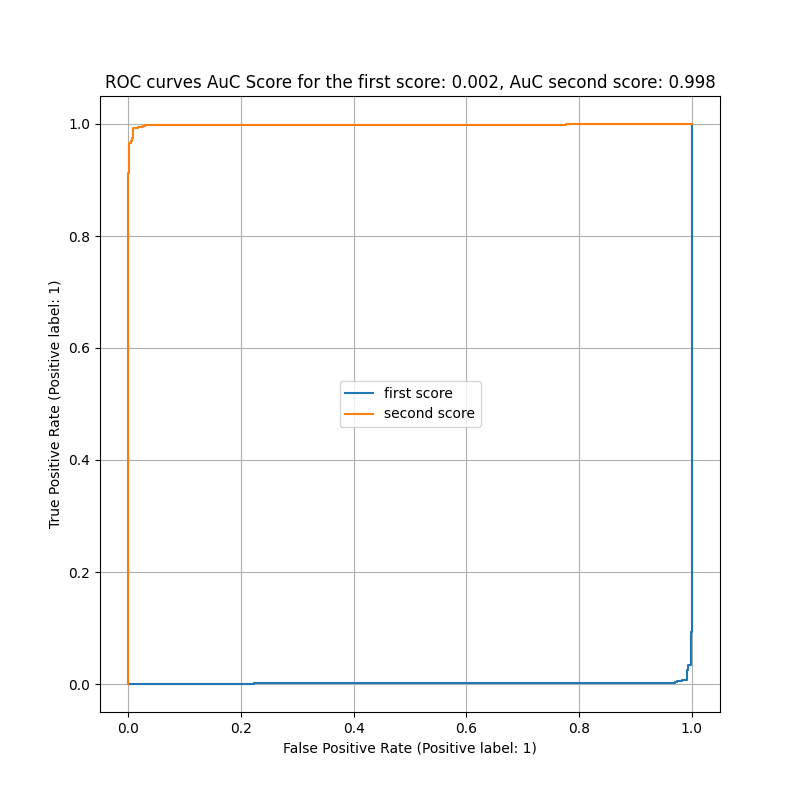 ROC curves AuC Score for the first score: 0.002, AuC second score: 0.998
1.0
0.8
0.6
0.4
0.2
0.0
True Positive Rate (Positive label: 1)
first score
second score
0.0 0.2 0.4 0.6 0.8 1.0
False Positive Rate (Positive label: 1)